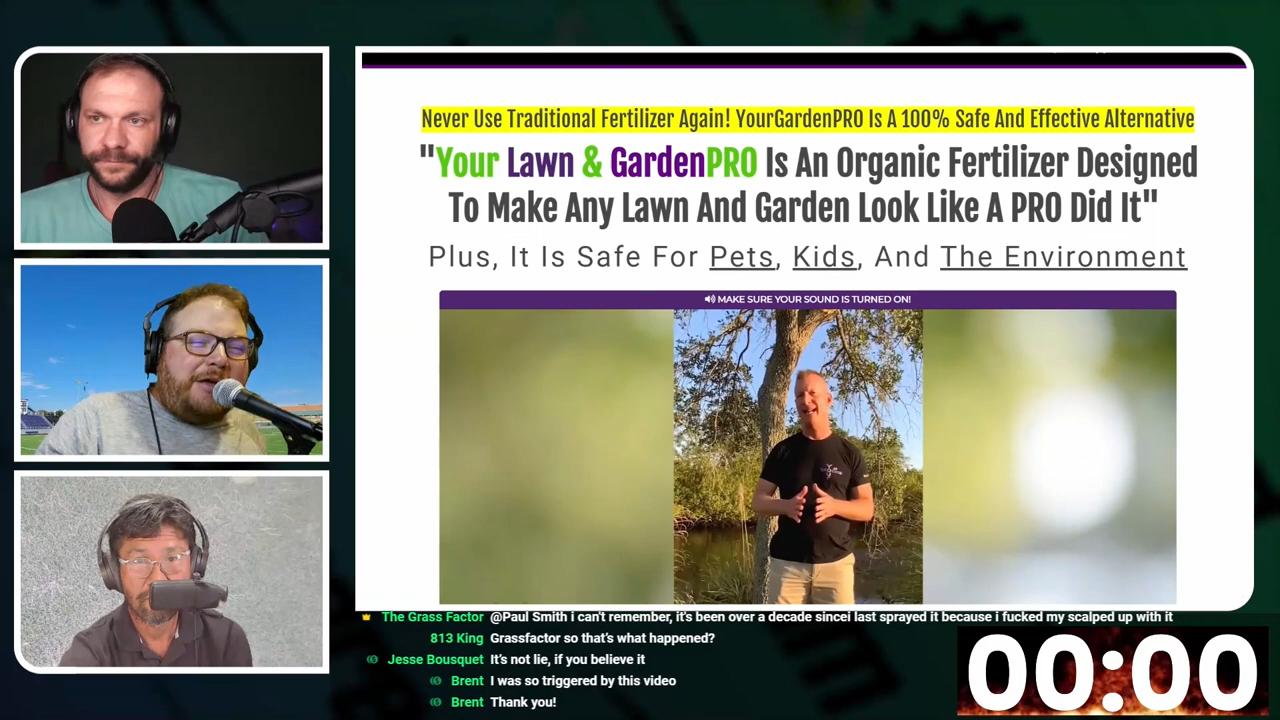 Never Use Traditional Fertilizer Again! YourGardenPRO Is A 100% Safe And Effective Alternative
"Your Lawn & GardenPRO Is An Organic Fertilizer Designed
To Make Any Lawn And Garden Look Like A PRO Did It"
Plus, It Is Safe For Pets, Kids, And The Environment
MAKE SURE YOUR SOUND IS TURNED ON!
The Grass Factor @Paul Smith i can't remember, it's been over a decade sincei last sprayed it because i fucked my scalped up with it
813 King Grassfactor so that's what happened?
Jesse Bousquet It's not lie, if you believe it
Brent I was so triggered by this video
Brent Thank you!
00:00